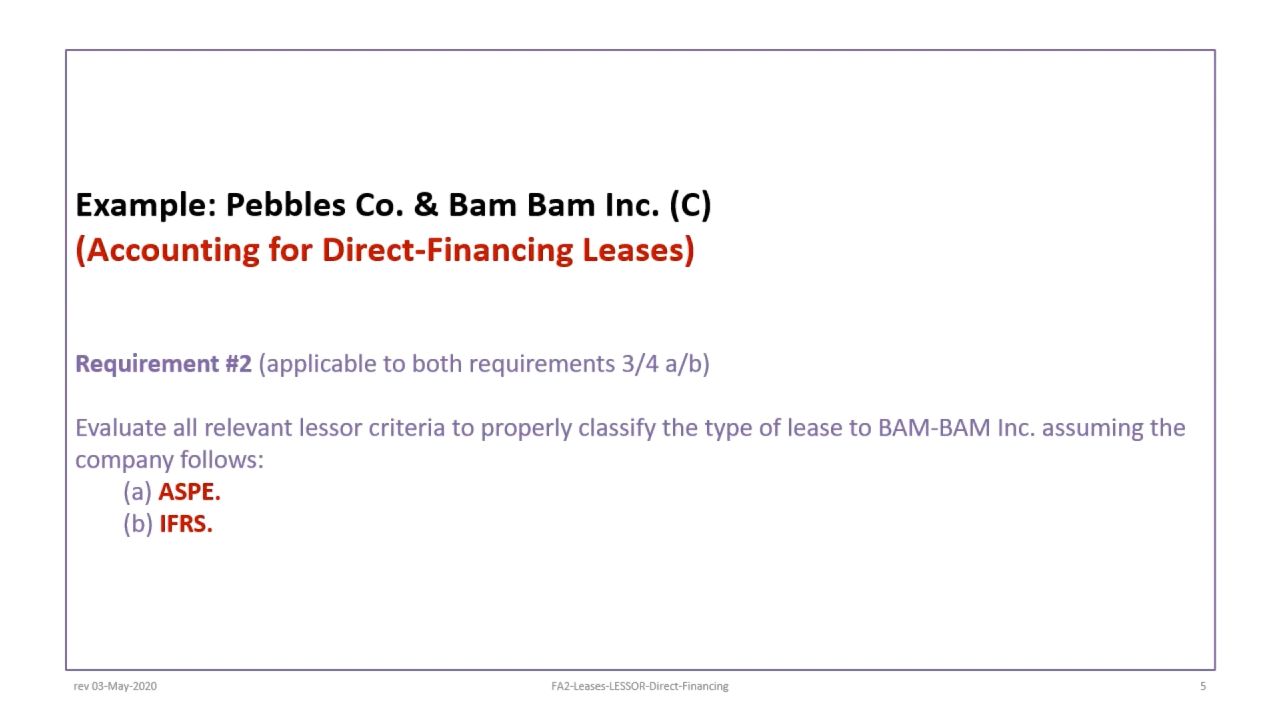 Example: Pebbles Co. & Bam Bam Inc. (C)
(Accounting for Direct-Financing Leases)
Requirement #2 (applicable to both requirements 3/4 a/b)
Evaluate all relevant lessor criteria to properly classify the type of lease to BAM-BAM Inc. assuming the
company follows:
(a) ASPE.
(b) IFRS.
rev 03-May-2020
FA2-Leases-LESSOR-Direct-Financing
5